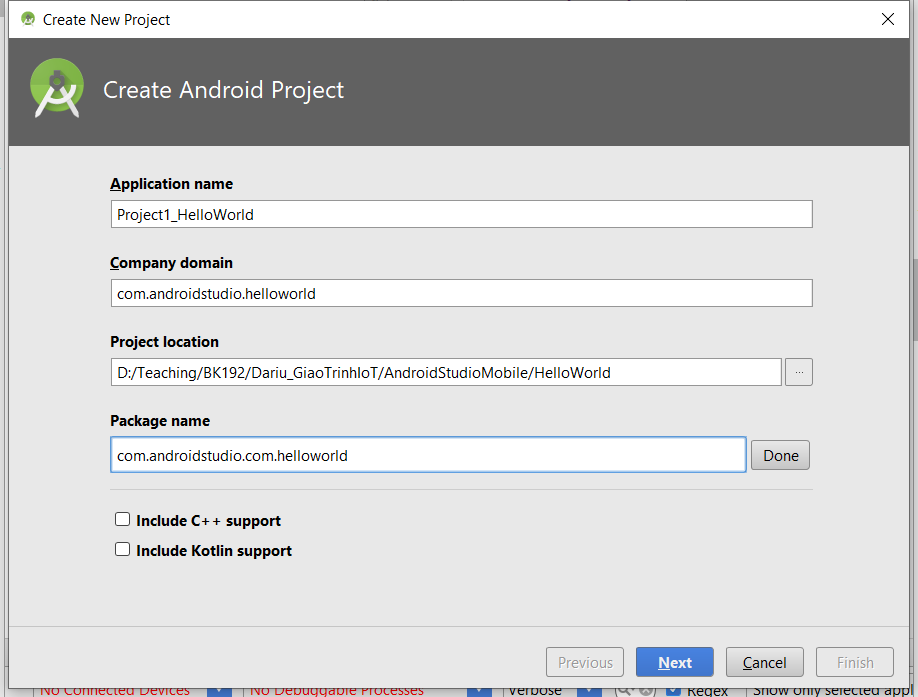 Create New Project
Create Android Project
Application name
Project1_HelloWorld
Company domain
com.androidstudio.helloworld
Project location
D:/Teaching/BK192/Dariu_GiaoTrinhIoT/AndroidStudioMobile/HelloWorld
...
Package name
com.androidstudio.com.helloworld
Done
Include C++ support
Include Kotlin support
Previous
Next
Cancel
Finish
No Connected Devices No Debuggable Processes Verbose Regex Show only selected appl